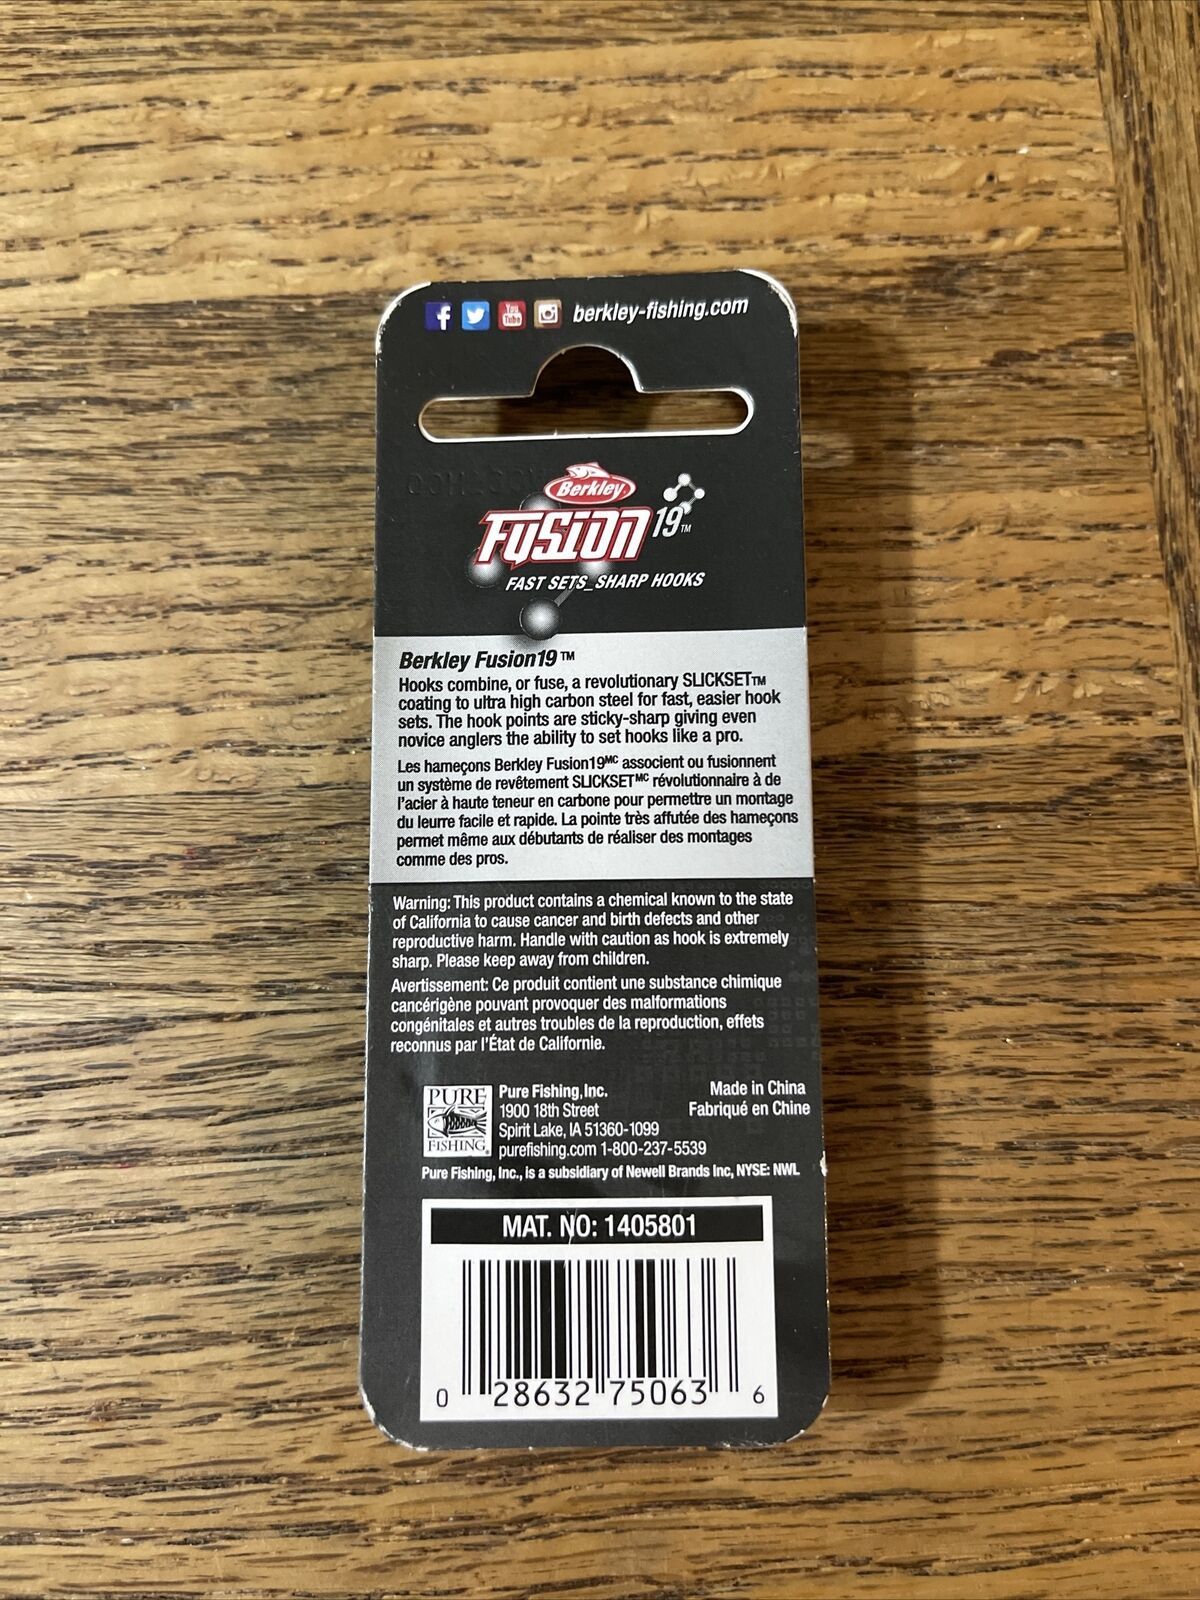 f You Tube berkley-fishing.com
Berkley
FUSION 19™
FAST SETS_SHARP HOOKS
Berkley Fusion19™
Hooks combine, or fuse, a revolutionary SLICKSET™
coating to ultra high carbon steel for fast, easier hook
sets. The hook points are sticky-sharp giving even
novice anglers the ability to set hooks like a pro.
Les hameçons Berkley Fusion19ᴹᶜ associent ou fusionnent
un système de revêtement SLICKSETᴹᶜ révolutionnaire à de
l'acier à haute teneur en carbone pour permettre un montage
du leurre facile et rapide. La pointe très affutée des hameçons
permet même aux débutants de réaliser des montages
comme des pros.
Warning: This product contains a chemical known to the state
of California to cause cancer and birth defects and other
reproductive harm. Handle with caution as hook is extremely
sharp. Please keep away from children.
Avertissement: Ce produit contient une substance chimique
cancérigène pouvant provoquer des malformations
congénitales et autres troubles de la reproduction, effets
reconnus par l'État de Californie.
PURE
FISHING®
Pure Fishing, Inc.
1900 18th Street
Spirit Lake, IA 51360-1099
purefishing.com 1-800-237-5539
Made in China
Fabriqué en Chine
Pure Fishing, Inc., is a subsidiary of Newell Brands Inc, NYSE: NWL
MAT. NO: 1405801
0 28632 75063 6